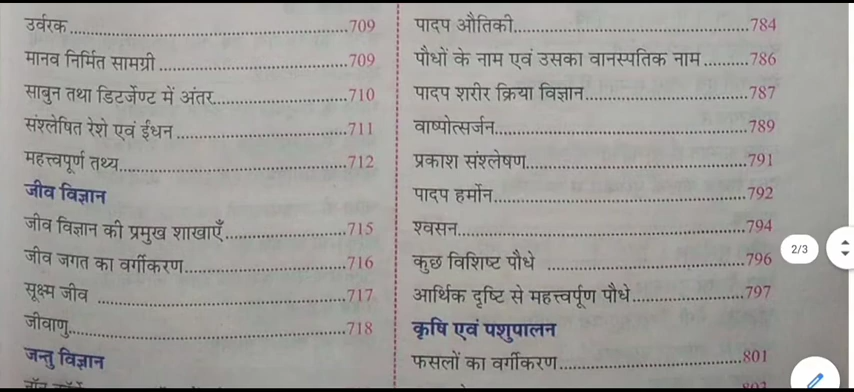 उर्वरक....................709
मानव निर्मित सामग्री....................709
साबुन तथा डिटर्जेण्ट में अंतर....................710
संश्लेषित रेशे एवं ईंधन....................711
महत्त्वपूर्ण तथ्य....................712
जीव विज्ञान
जीव विज्ञान की प्रमुख शाखाएँ....................715
जीव जगत का वर्गीकरण....................716
सूक्ष्म जीव....................717
जीवाणु....................718
जन्तु विज्ञान
पादप औतिकी....................784
पौधों के नाम एवं उसका वानस्पतिक नाम..........786
पादप शरीर क्रिया विज्ञान....................787
वाष्पोत्सर्जन....................789
प्रकाश संश्लेषण....................791
पादप हर्मोन....................792
श्वसन....................794
कुछ विशिष्ट पौधे....................796
आर्थिक दृष्टि से महत्त्वपूर्ण पौधे....................797
कृषि एवं पशुपालन
फसलों का वर्गीकरण....................801
2/3